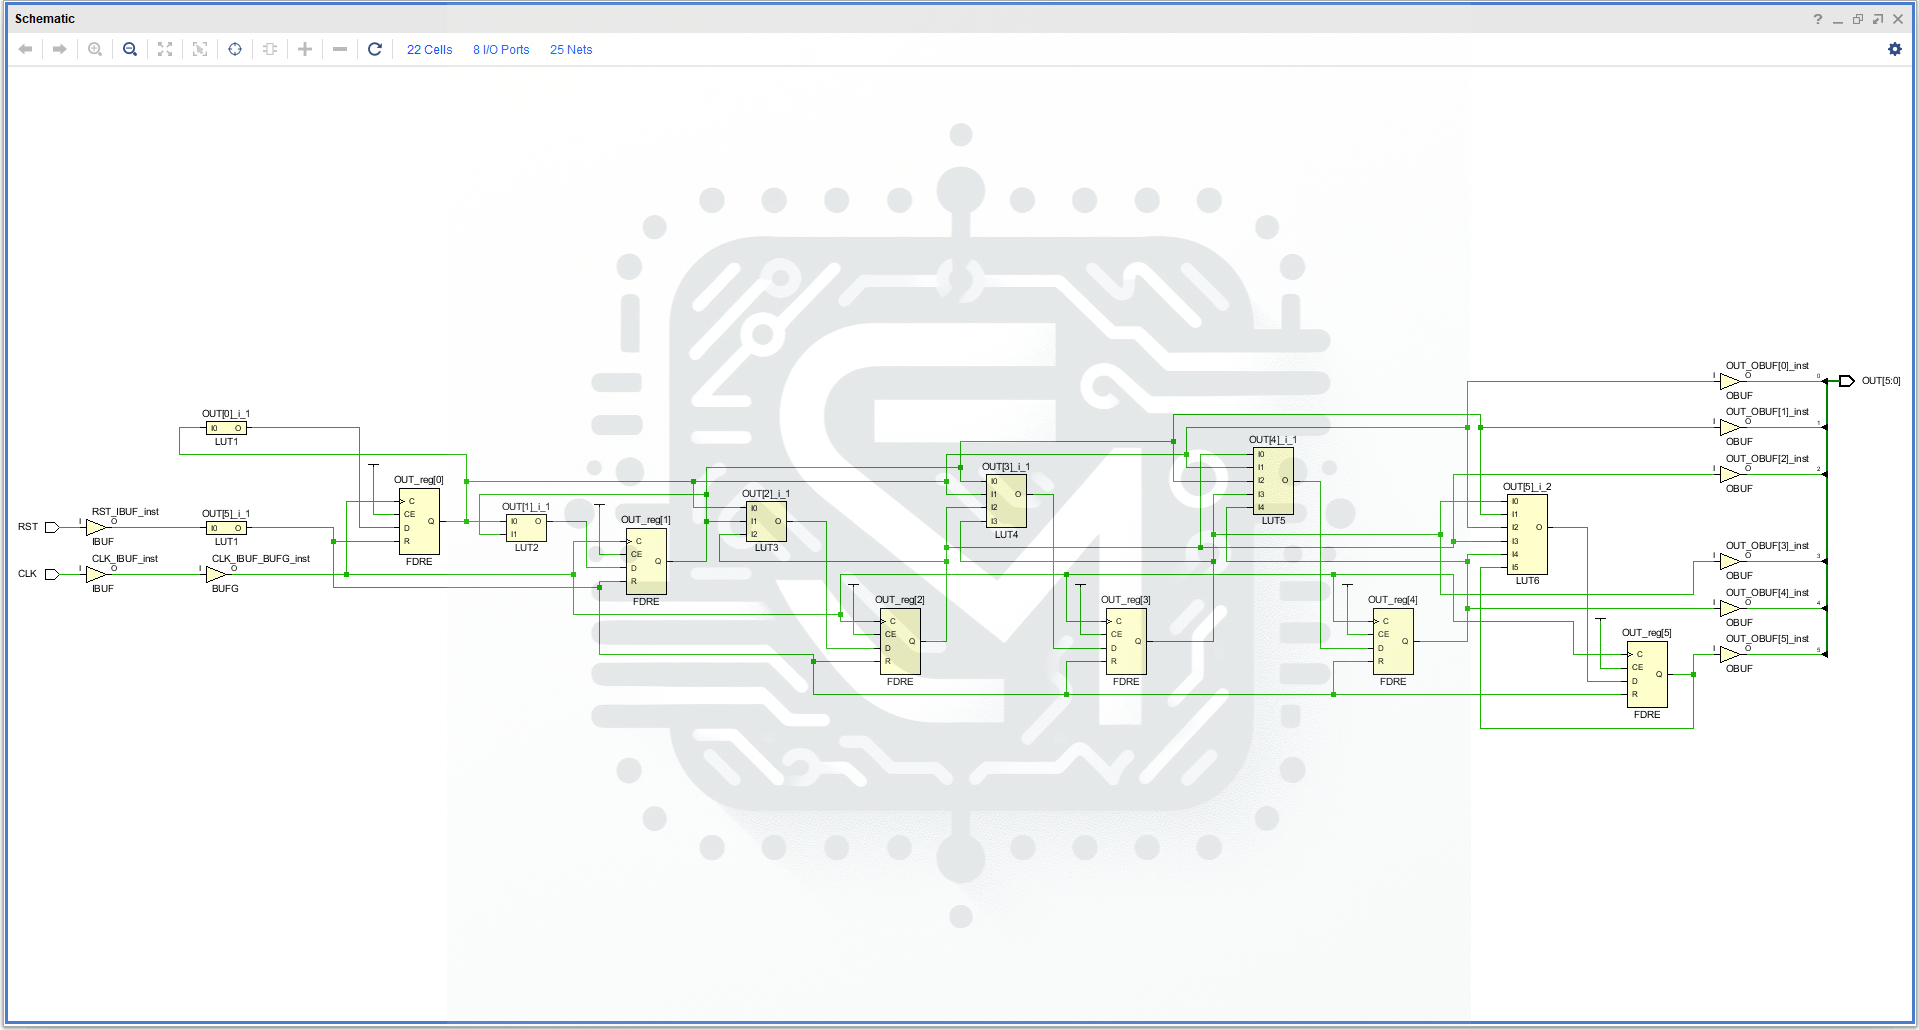 Schematic
22 Cells
8 I/O Ports
25 Nets
RST
I
O
RST_IBUF_inst
IBUF
CLK
I
O
CLK_IBUF_inst
IBUF
OUT[0]_i_1
I0 O
LUT1
OUT[5]_i_1
I0 O
LUT1
CLK_IBUF_BUFG_inst
I
O
BUFG
OUT_reg[0]
C
CE
D
R
Q
FDRE
OUT[1]_i_1
I0 O
I1
LUT2
OUT_reg[1]
C
CE
D
R
Q
FDRE
OUT[2]_i_1
I0
I1 O
I2
LUT3
OUT_reg[2]
C
CE
D
R
Q
FDRE
OUT[3]_i_1
I0
I1 O
I2
I3
LUT4
OUT_reg[3]
C
CE
D
R
Q
FDRE
OUT[4]_i_1
I0
I1
I2 O
I3
I4
LUT5
OUT_reg[4]
C
CE
D
R
Q
FDRE
OUT[5]_i_2
I0
I1
I2 O
I3
I4
I5
LUT6
OUT_reg[5]
C
CE
D
R
Q
FDRE
OUT_OBUF[0]_inst
I O 0
OBUF
OUT[5:0]
OUT_OBUF[1]_inst
I O 1
OBUF
OUT_OBUF[2]_inst
I O 2
OBUF
OUT_OBUF[3]_inst
I O 3
OBUF
OUT_OBUF[4]_inst
I O 4
OBUF
OUT_OBUF[5]_inst
I O 5
OBUF